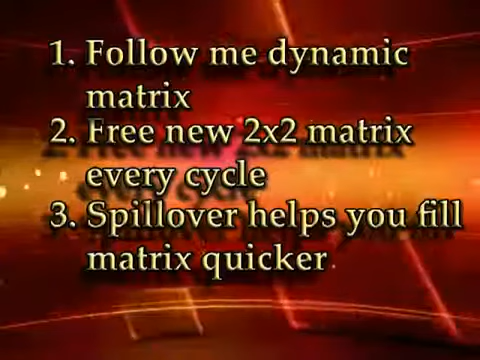 1. Follow me dynamic
matrix
2. Free new 2x2 matrix
every cycle
3. Spillover helps you fill
matrix quicker